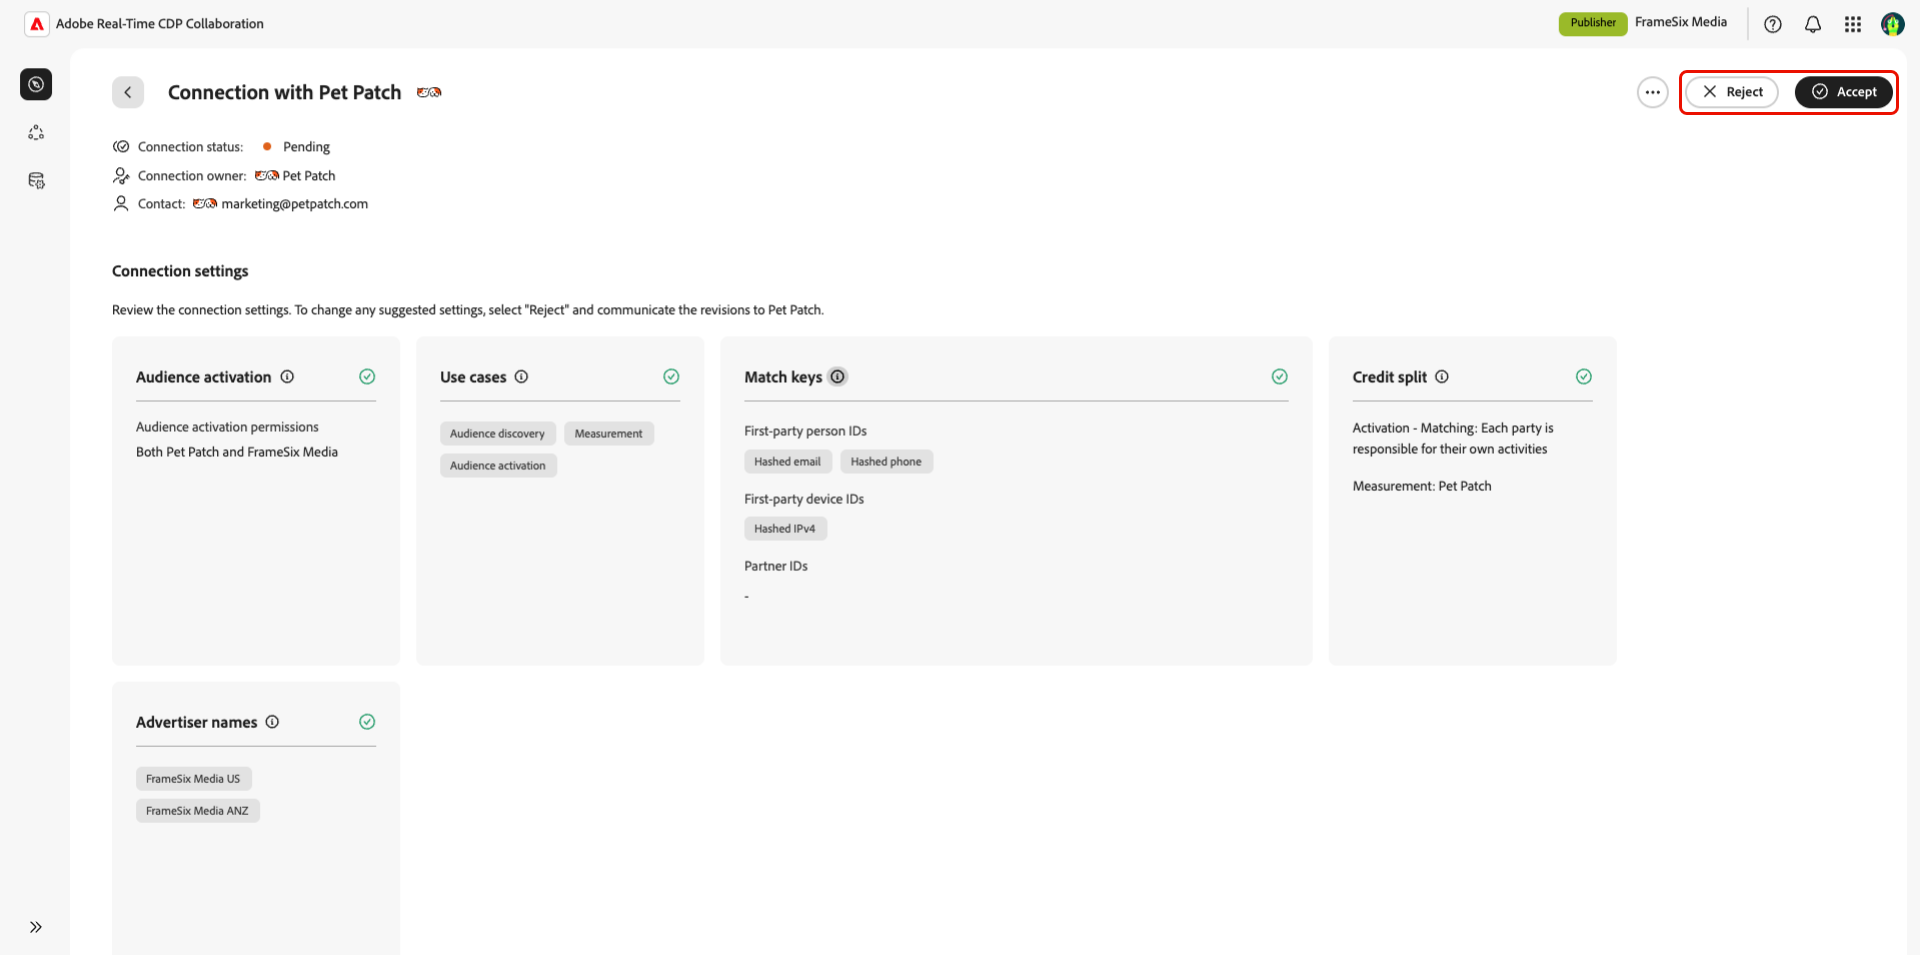 Adobe Real-Time CDP Collaboration
Publisher
FrameSix Media
Connection with Pet Patch
Reject
Accept
Connection status:
Pending
Connection owner:
Pet Patch
Contact:
marketing@petpatch.com
Connection settings
Review the connection settings. To change any suggested settings, select "Reject" and communicate the revisions to Pet Patch.
Audience activation
Audience activation permissions
Both Pet Patch and FrameSix Media
Use cases
Audience discovery
Measurement
Audience activation
Match keys
First-party person IDs
Hashed email
Hashed phone
First-party device IDs
Hashed IPv4
Partner IDs
-
Credit split
Activation - Matching: Each party is
responsible for their own activities
Measurement: Pet Patch
Advertiser names
FrameSix Media US
FrameSix Media ANZ